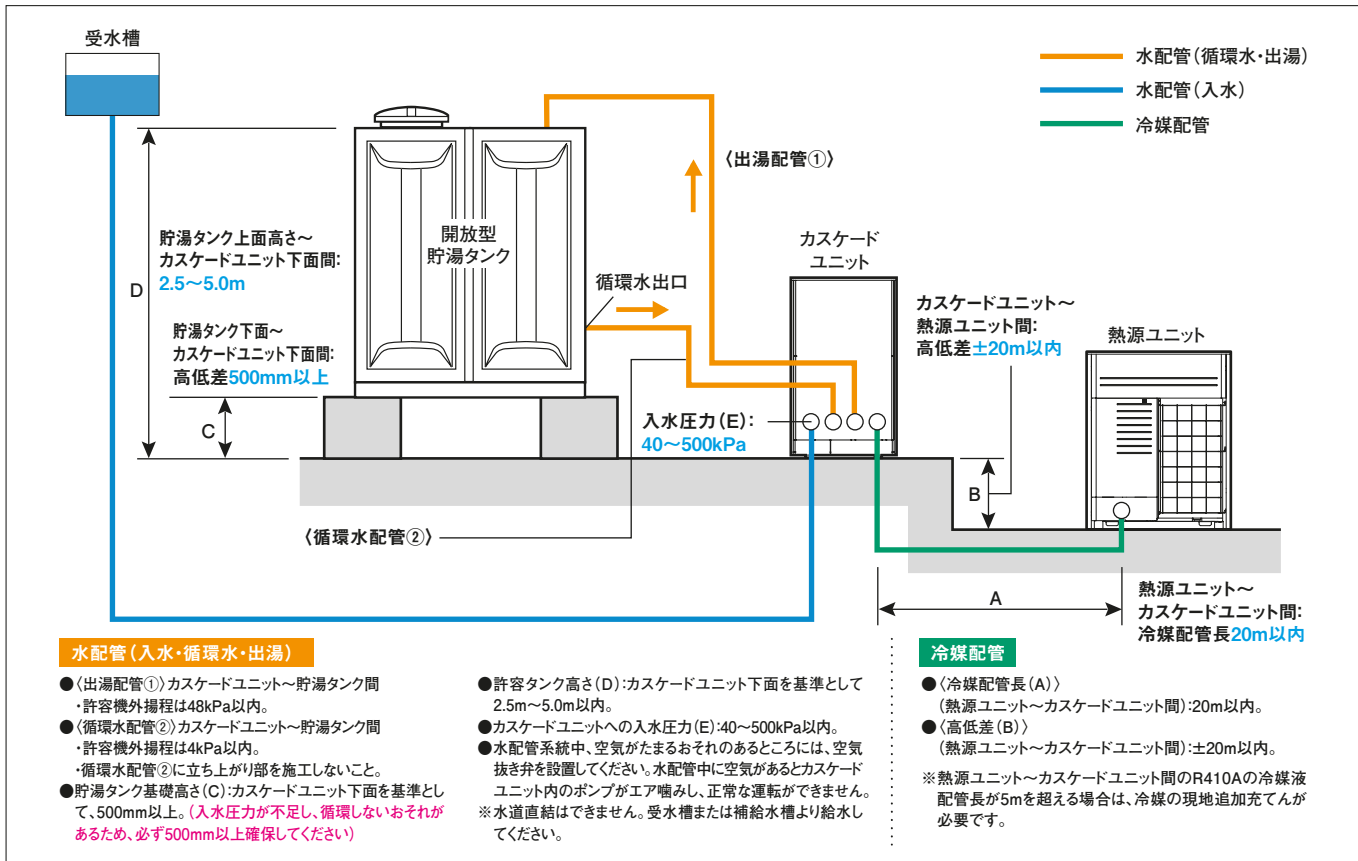 受水槽
水配管(循環水・出湯)
水配管(入水)
冷媒配管
〈出湯配管①〉
開放型
貯湯タンク
カスケード
ユニット
貯湯タンク上面高さ～
カスケードユニット下面間:
2.5～5.0m
D
循環水出口
カスケードユニット～
熱源ユニット間:
高低差±20m以内
熱源ユニット
貯湯タンク下面～
カスケードユニット下面間:
高低差500mm以上
C
入水圧力(E):
40～500kPa
B
〈循環水配管②〉
A
熱源ユニット～
カスケードユニット間:
冷媒配管長20m以内
水配管(入水・循環水・出湯)
●〈出湯配管①〉カスケードユニット～貯湯タンク間
・許容機外揚程は48kPa以内。
●〈循環水配管②〉カスケードユニット～貯湯タンク間
・許容機外揚程は4kPa以内。
・循環水配管②に立ち上がり部を施工しないこと。
●貯湯タンク基礎高さ(C):カスケードユニット下面を基準とし
て、500mm以上。(入水圧力が不足し、循環しないおそれが
あるため、必ず500mm以上確保してください)
●許容タンク高さ(D):カスケードユニット下面を基準として
2.5m～5.0m以内。
●カスケードユニットへの入水圧力(E):40～500kPa以内。
●水配管系統中、空気がたまるおそれのあるところには、空気
抜き弁を設置してください。水配管中に空気があるとカスケード
ユニット内のポンプがエア噛みし、正常な運転ができません。
※水道直結はできません。受水槽または補給水槽より給水し
てください。
冷媒配管
●〈冷媒配管長(A)〉
(熱源ユニット～カスケードユニット間):20m以内。
●〈高低差(B)〉
(熱源ユニット～カスケードユニット間):±20m以内。
※熱源ユニット～カスケードユニット間のR410Aの冷媒液
配管長が5mを超える場合は、冷媒の現地追加充てんが
必要です。